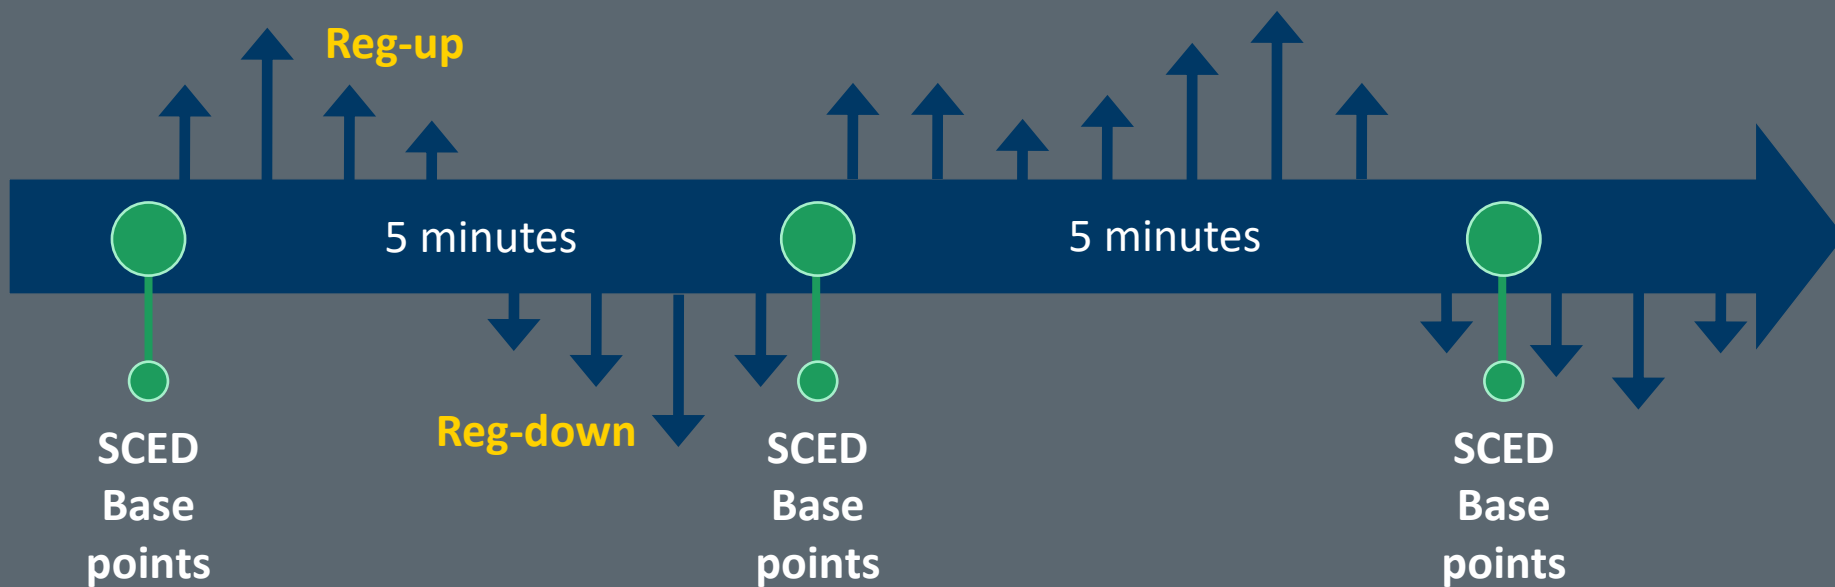 Reg-up
5 minutes
5 minutes
Reg-down
SCED
Base
points
SCED
Base
points
SCED
Base
points